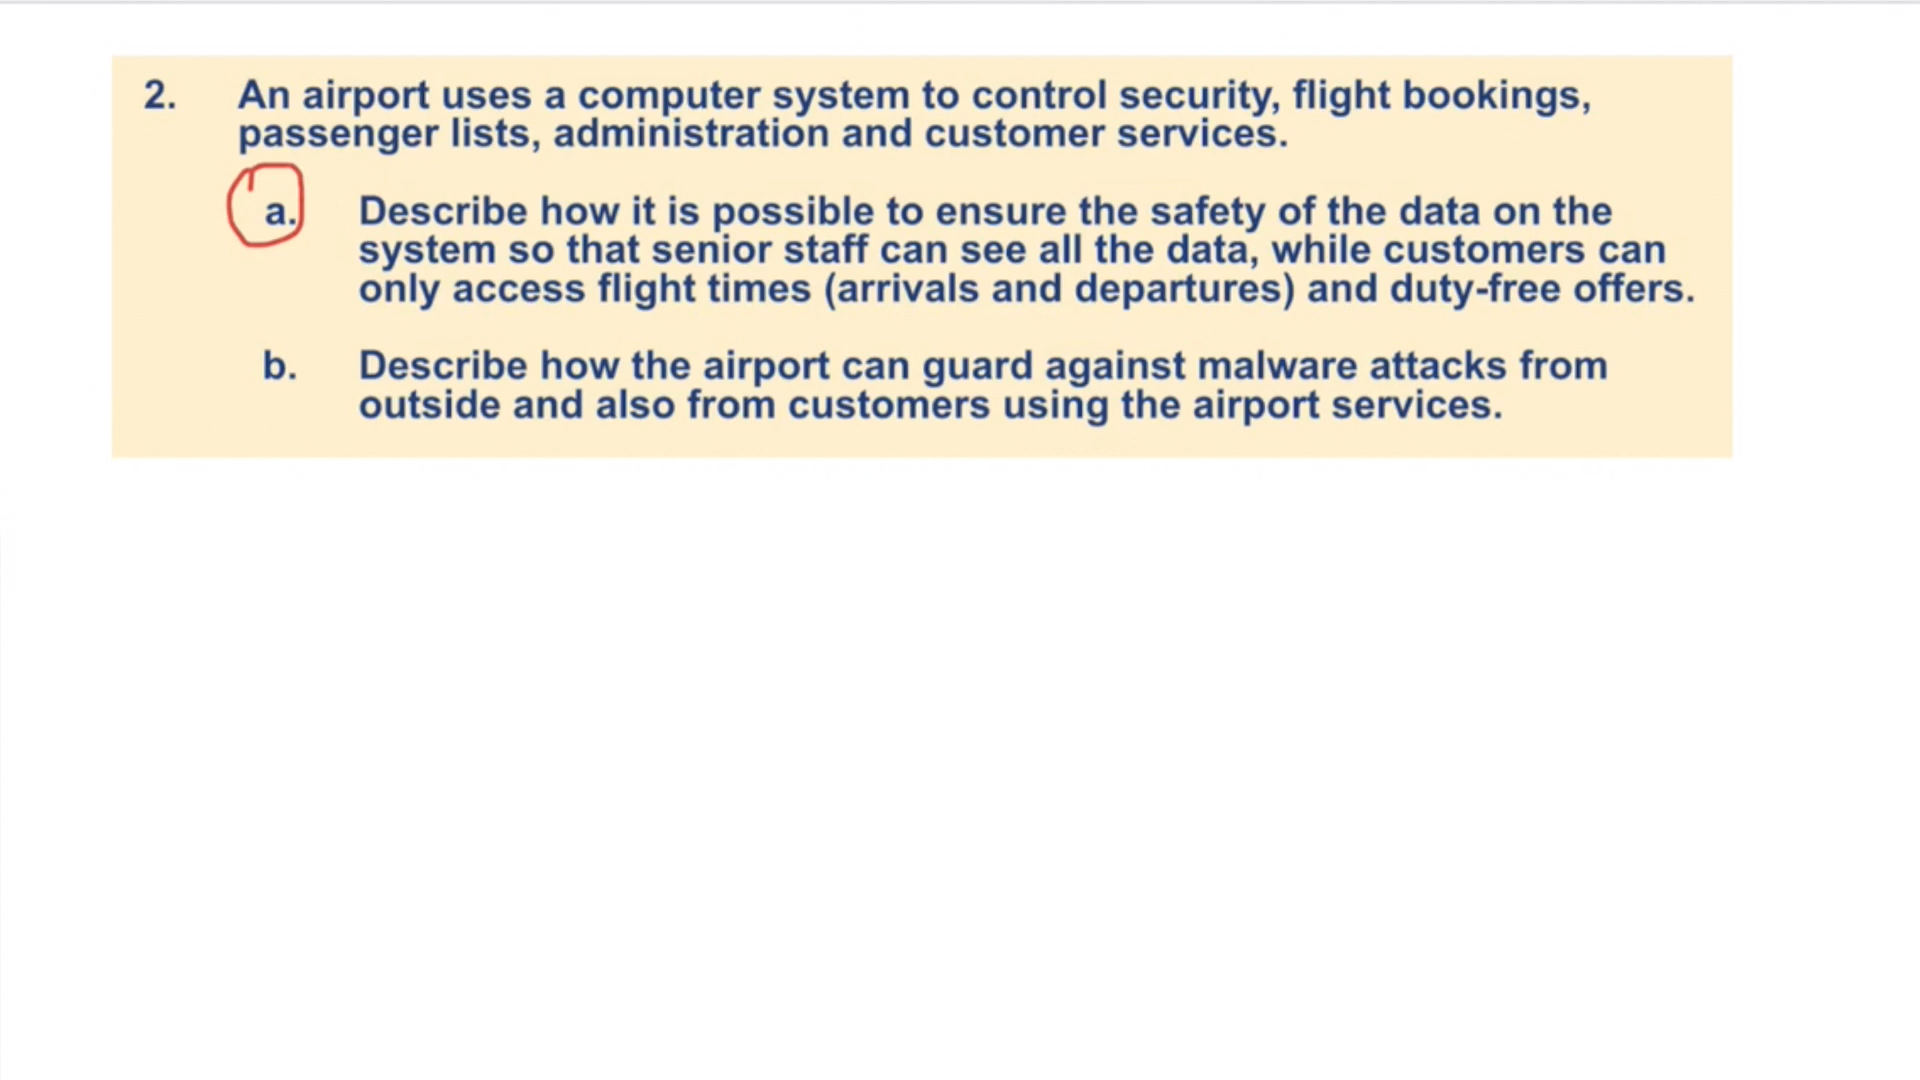 2. An airport uses a computer system to control security, flight bookings,
passenger lists, administration and customer services.
a. Describe how it is possible to ensure the safety of the data on the
system so that senior staff can see all the data, while customers can
only access flight times (arrivals and departures) and duty-free offers.
b. Describe how the airport can guard against malware attacks from
outside and also from customers using the airport services.